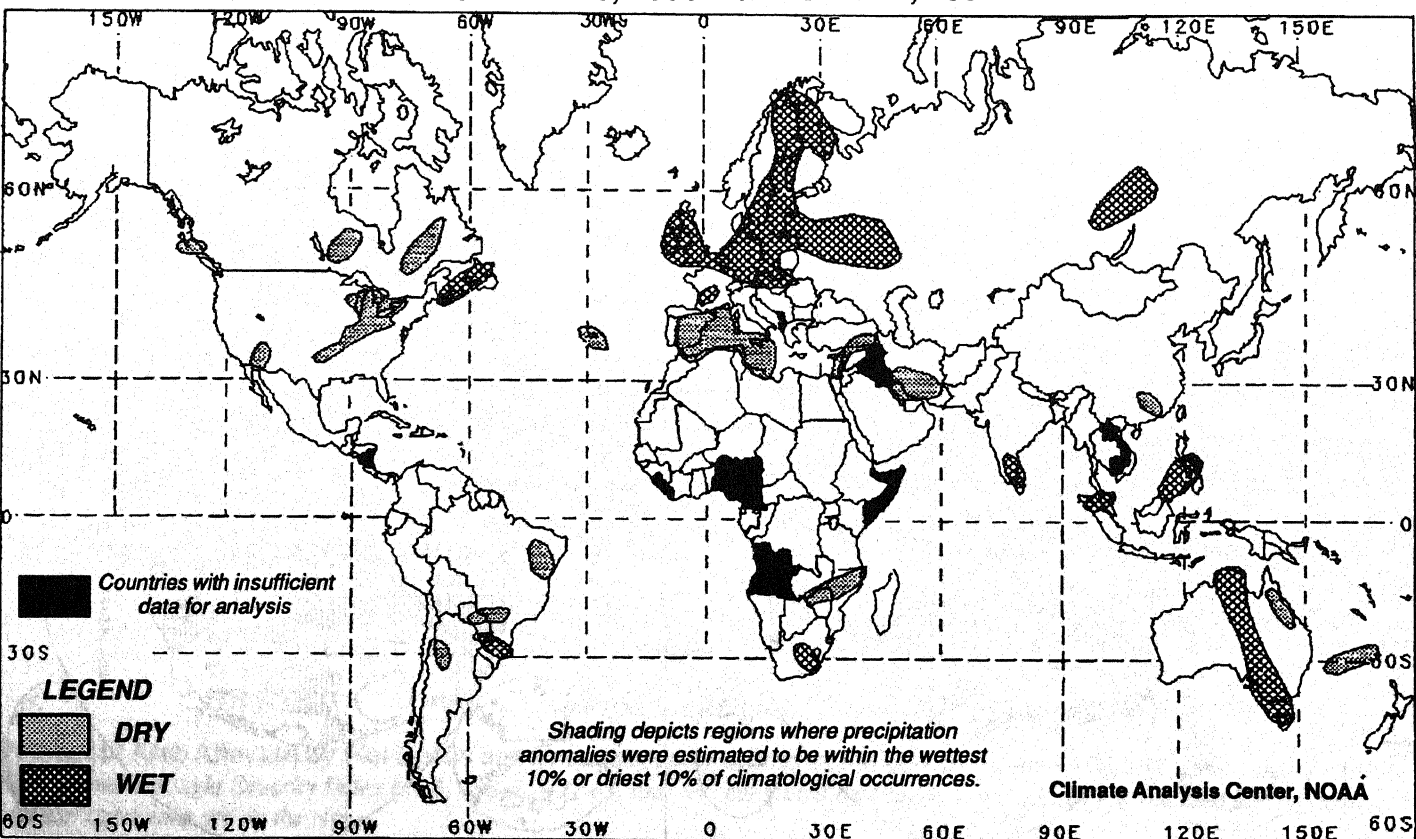 150W 120W 90W 60W 30W 0 30E 60E 90E 120E 150E
60N 60N
30N 30N
0 0
Countries with insufficient
data for analysis
30S 30S
LEGEND
DRY
WET
Shading depicts regions where precipitation
anomalies were estimated to be within the wettest
10% or driest 10% of climatological occurrences.
Climate Analysis Center, NOAA
60S 150W 120W 90W 60W 30W 0 30E 60E 90E 120E 150E 60S